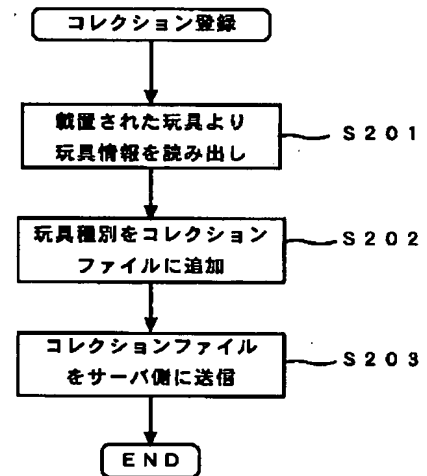 コレクション登録
載置された玩具より
玩具情報を読み出し
S201
玩具種別をコレクション
ファイルに追加
S202
コレクションファイル
をサーバ側に送信
S203
END